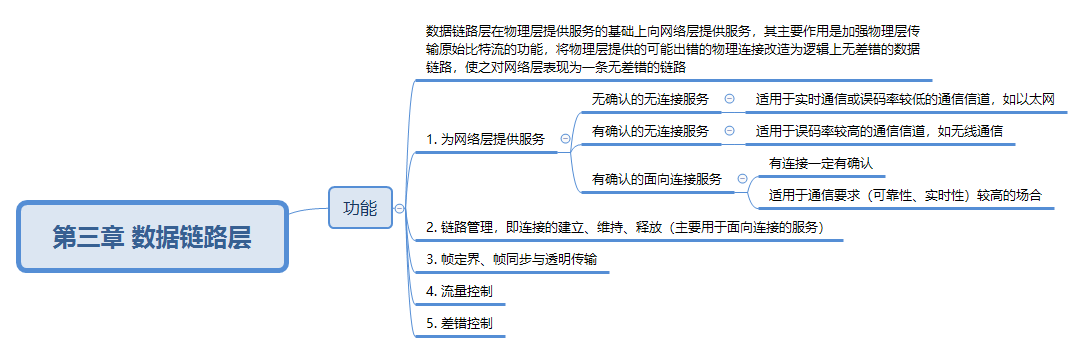 数据链路层在物理层提供服务的基础上向网络层提供服务，其主要作用是加强物理层传
输原始比特流的功能，将物理层提供的可能出错的物理连接改造为逻辑上无差错的数据
链路，使之对网络层表现为一条无差错的链路
无确认的无连接服务
适用于实时通信或误码率较低的通信信道，如以太网
1. 为网络层提供服务
有确认的无连接服务
适用于误码率较高的通信信道，如无线通信
有确认的面向连接服务
有连接一定有确认
适用于通信要求（可靠性、实时性）较高的场合
功能
第三章 数据链路层
2. 链路管理，即连接的建立、维持、释放（主要用于面向连接的服务）
3. 帧定界、帧同步与透明传输
4. 流量控制
5. 差错控制